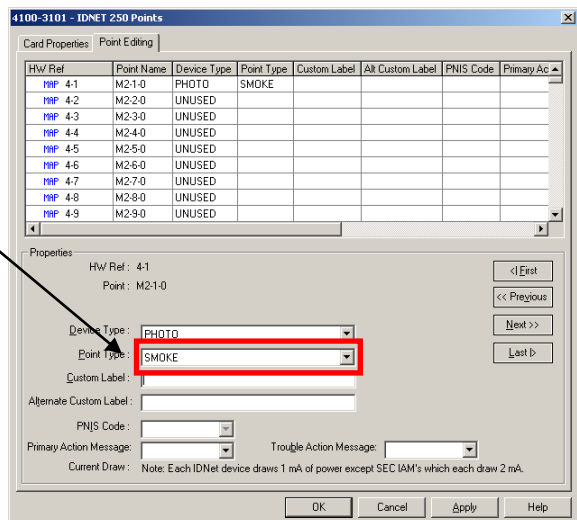 4100-3101 - IDNET 250 Points
Card Properties Point Editing
HW Ref Point Name Device Type Point Type Custom Label Alt Custom Label PNIS Code Primary Ac
MAP 4-1 M2-1-0 PHOTO SMOKE
MAP 4-2 M2-2-0 UNUSED
MAP 4-3 M2-3-0 UNUSED
MAP 4-4 M2-4-0 UNUSED
MAP 4-5 M2-5-0 UNUSED
MAP 4-6 M2-6-0 UNUSED
MAP 4-7 M2-7-0 UNUSED
MAP 4-8 M2-8-0 UNUSED
MAP 4-9 M2-9-0 UNUSED
Properties
HW Ref : 4-1
<| First
Point : M2-1-0
<< Previous
Device Type : PHOTO
Next >>
Point Type : SMOKE
Last |>
Custom Label :
Alternate Custom Label :
PNIS Code :
Primary Action Message: Trouble Action Message:
Current Draw : Note: Each IDNet device draws 1 mA of power except SEC IAM's which each draw 2 mA.
OK Cancel Apply Help